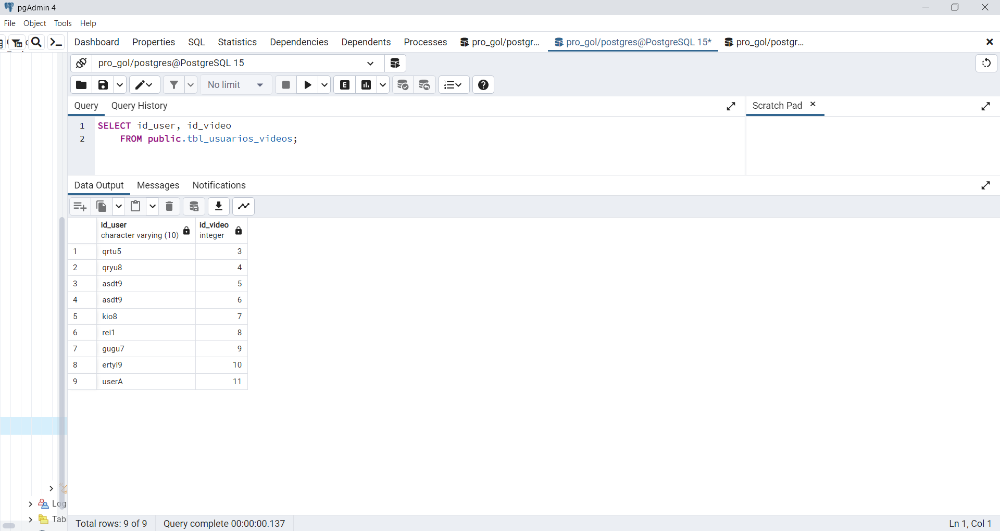 pgAdmin 4
File Object Tools Help
Dashboard Properties SQL Statistics Dependencies Dependents Processes pro_gol/postgr... pro_gol/postgres@PostgreSQL 15* pro_gol/postgr...
pro_gol/postgres@PostgreSQL 15
No limit E
Query Query History Scratch Pad
1 SELECT id_user, id_video
2 FROM public.tbl_usuarios_videos;
Data Output Messages Notifications
id_user id_video
character varying (10) integer
1 qrtu5 3
2 qryu8 4
3 asdt9 5
4 asdt9 6
5 kio8 7
6 rei1 8
7 gugu7 9
8 ertyi9 10
9 userA 11
Log
Tabl
Total rows: 9 of 9 Query complete 00:00:00.137 Ln 1, Col 1